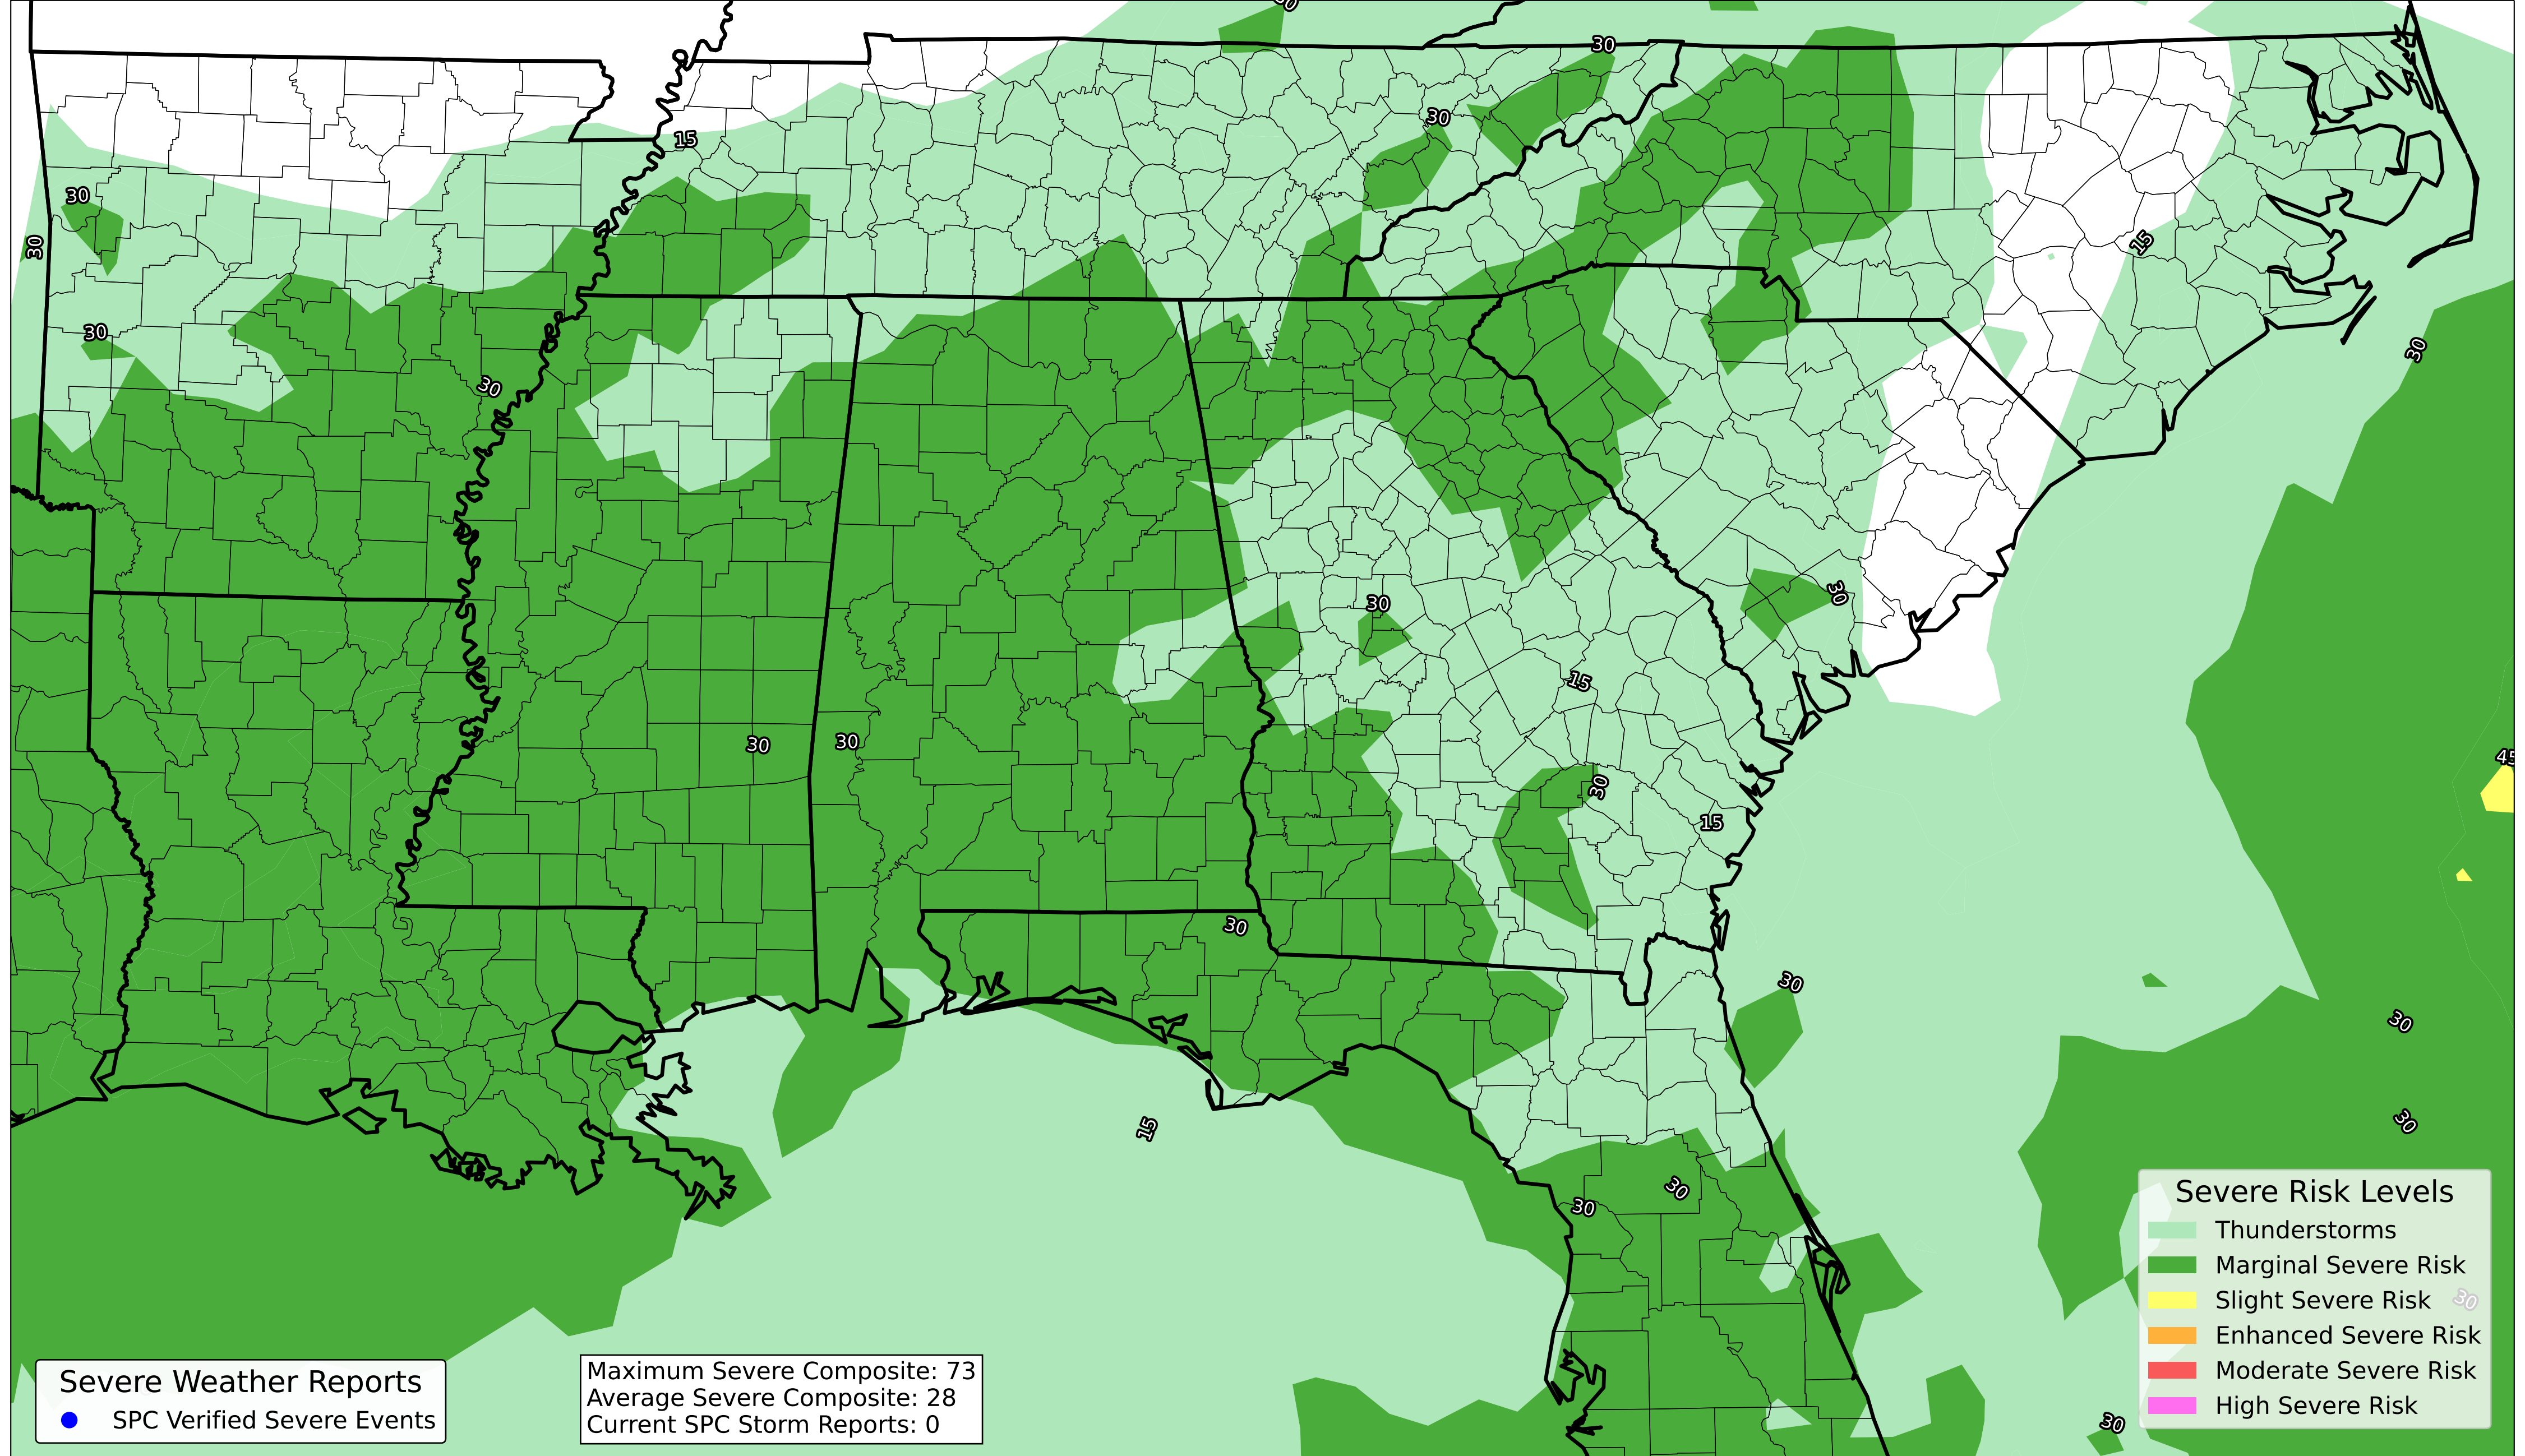 30
30
30
15
30
30
30
15
30
30
30
30
30
15
30
30
45
30
15
30
30
30
15
30
30
30
30
30
Severe Risk Levels
Thunderstorms
Marginal Severe Risk
Slight Severe Risk
Enhanced Severe Risk
Moderate Severe Risk
High Severe Risk
Severe Weather Reports
SPC Verified Severe Events
Maximum Severe Composite: 73
Average Severe Composite: 28
Current SPC Storm Reports: 0